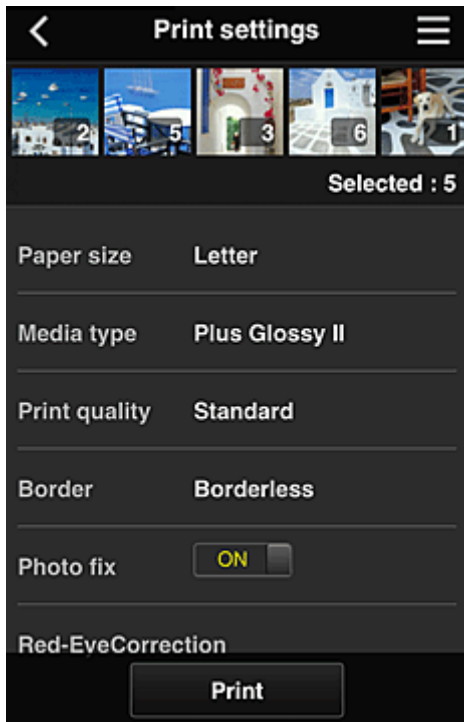 Print settings
2 5 3 6 1
Selected : 5
Paper size Letter
Media type Plus Glossy II
Print quality Standard
Border Borderless
Photo fix ON
Red-EyeCorrection
Print